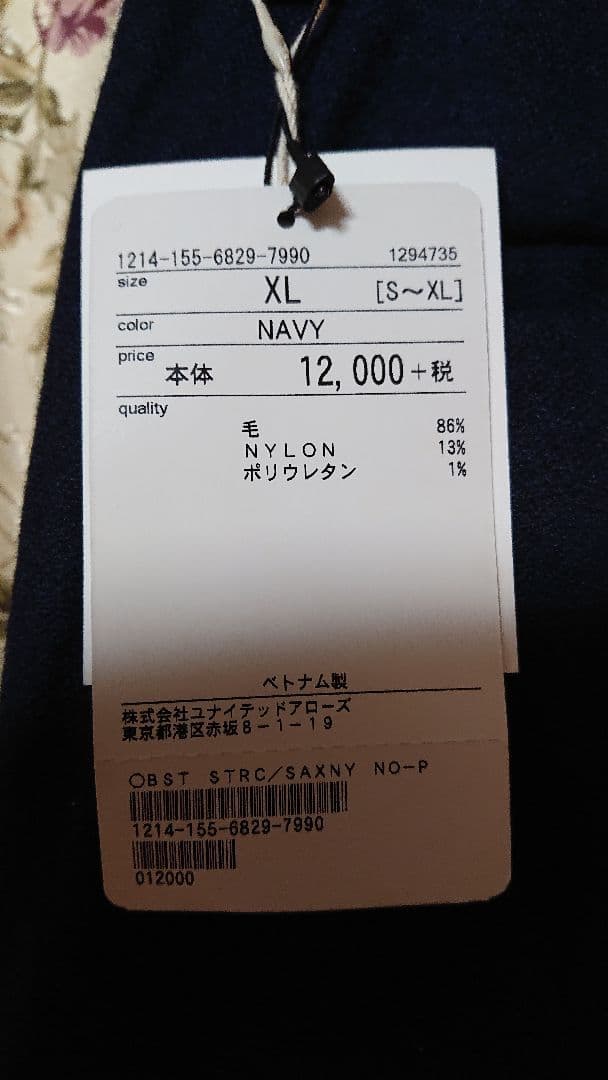 1214-155-6829-7990 1294735
size XL [S～XL]
color NAVY
price 本体 12,000+税
quality
毛 86%
NYLON 13%
ポリウレタン 1%
ベトナム製
株式会社ユナイテッドアローズ
東京都港区赤坂8－1－19
○BST STRC/SAXNY NO-P
1214-155-6829-7990
012000